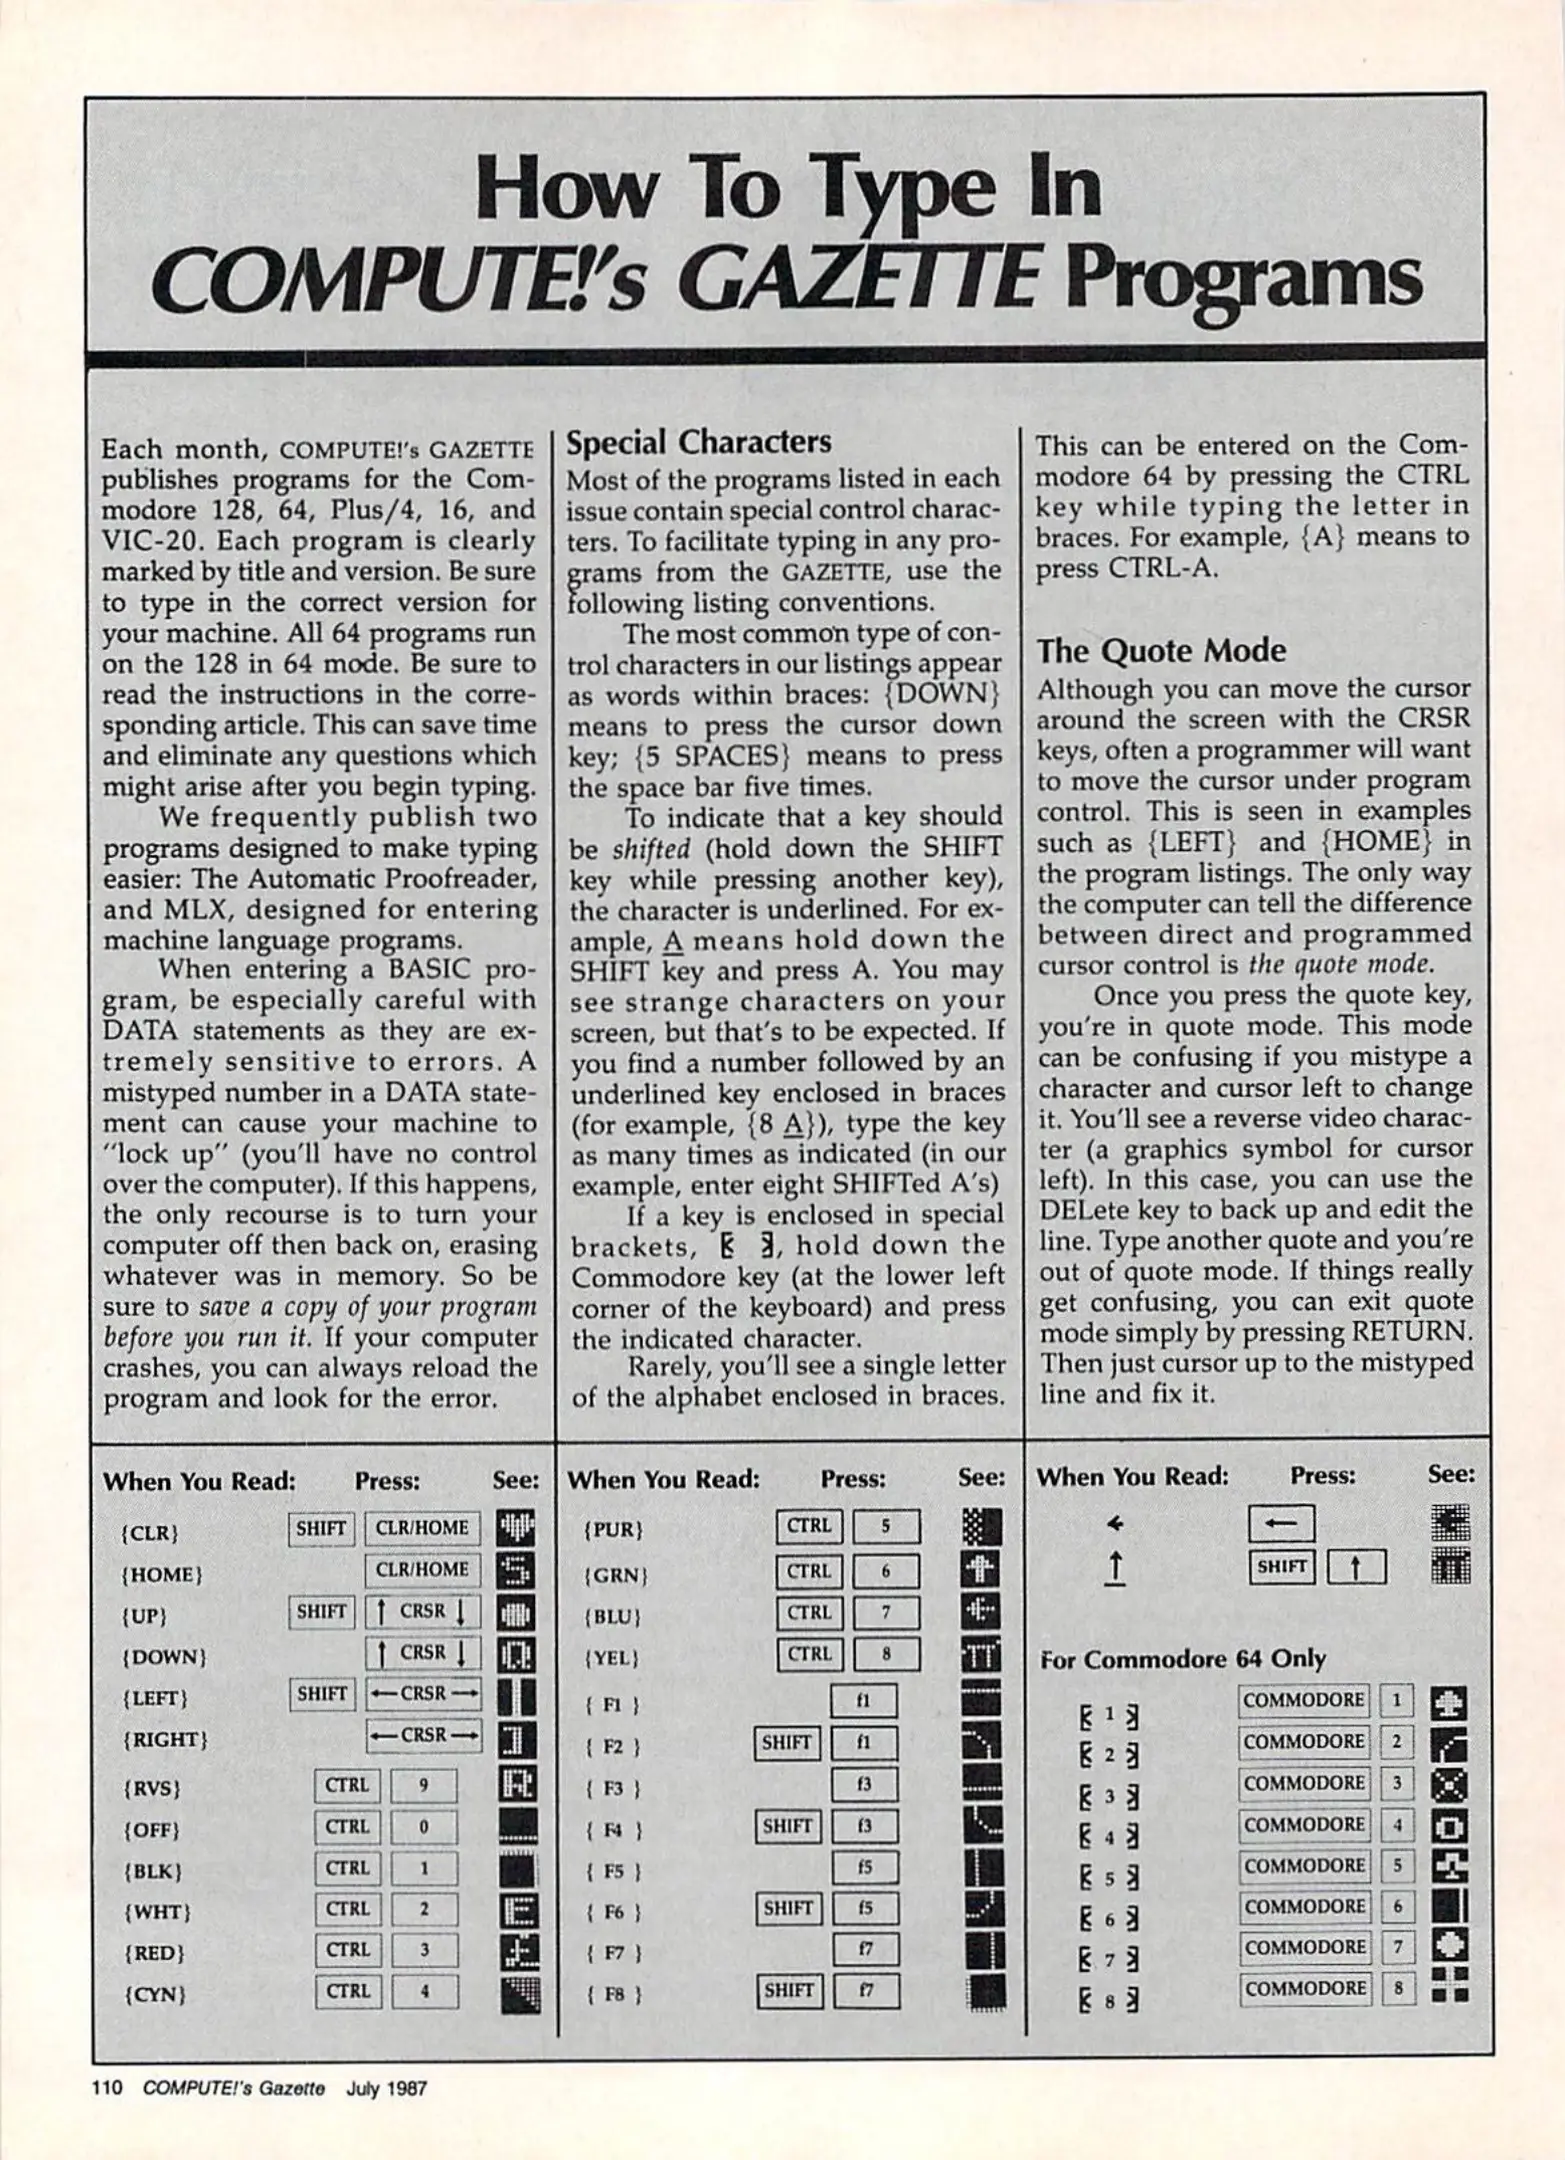 How To Type In
COMPUTE!'s GAZETTE Programs
Each month, COMPUTE!'s GAZETTE
publishes programs for the Com-
modore 128, 64, Plus/4, 16, and
VIC-20. Each program is clearly
marked by title and version. Be sure
to type in the correct version for
your machine. All 64 programs run
on the 128 in 64 mode. Be sure to
read the instructions in the corre-
sponding article. This can save time
and eliminate any questions which
might arise after you begin typing.
We frequently publish two
programs designed to make typing
easier: The Automatic Proofreader,
and MLX, designed for entering
machine language programs.
When entering a BASIC pro-
gram, be especially careful with
DATA statements as they are ex-
tremely sensitive to errors. A
mistyped number in a DATA state-
ment can cause your machine to
"lock up" (you'll have no control
over the computer). If this happens,
the only recourse is to turn your
computer off then back on, erasing
whatever was in memory. So be
sure to save a copy of your program
before you run it. If your computer
crashes, you can always reload the
program and look for the error.
Special Characters
Most of the programs listed in each
issue contain special control charac-
ters. To facilitate typing in any pro-
grams from the GAZETTE, use the
following listing conventions.
The most common type of con-
trol characters in our listings appear
as words within braces: {DOWN}
means to press the cursor down
key; {5 SPACES} means to press
the space bar five times.
To indicate that a key should
be shifted (hold down the SHIFT
key while pressing another key),
the character is underlined. For ex-
ample, A means hold down the
SHIFT key and press A. You may
see strange characters on your
screen, but that's to be expected. If
you find a number followed by an
underlined key enclosed in braces
(for example, {8 A}), type the key
as many times as indicated (in our
example, enter eight SHIFTed A's)
If a key is enclosed in special
brackets, [ ], hold down the
Commodore key (at the lower left
corner of the keyboard) and press
the indicated character.
Rarely, you'll see a single letter
of the alphabet enclosed in braces.
This can be entered on the Com-
modore 64 by pressing the CTRL
key while typing the letter in
braces. For example, {A} means to
press CTRL-A.
The Quote Mode
Although you can move the cursor
around the screen with the CRSR
keys, often a programmer will want
to move the cursor under program
control. This is seen in examples
such as {LEFT} and {HOME} in
the program listings. The only way
the computer can tell the difference
between direct and programmed
cursor control is the quote mode.
Once you press the quote key,
you're in quote mode. This mode
can be confusing if you mistype a
character and cursor left to change
it. You'll see a reverse video charac-
ter (a graphics symbol for cursor
left). In this case, you can use the
DELete key to back up and edit the
line. Type another quote and you're
out of quote mode. If things really
get confusing, you can exit quote
mode simply by pressing RETURN.
Then just cursor up to the mistyped
line and fix it.
When You Read: Press: See:
{CLR} SHIFT CLR/HOME ♥
{HOME} CLR/HOME S
{UP} SHIFT ↑ CRSR ↓ ●
{DOWN} ↑ CRSR ↓ Q
{LEFT} SHIFT ← CRSR →
{RIGHT} ← CRSR → ]
{RVS} CTRL 9 R
{OFF} CTRL 0
{BLK} CTRL 1
{WHT} CTRL 2 E
{RED} CTRL 3 £
{CYN} CTRL 4
When You Read: Press: See:
{PUR} CTRL 5
{GRN} CTRL 6 ↑
{BLU} CTRL 7 ←
{YEL} CTRL 8 π
{ F1 } f1
{ F2 } SHIFT f1
{ F3 } f3
{ F4 } SHIFT f3
{ F5 } f5
{ F6 } SHIFT f5
{ F7 } f7
{ F8 } SHIFT f7
When You Read: Press: See:
← ← ←
↑ SHIFT ↑ π
For Commodore 64 Only
[ 1 ] COMMODORE 1 ♠
[ 2 ] COMMODORE 2
[ 3 ] COMMODORE 3
[ 4 ] COMMODORE 4
[ 5 ] COMMODORE 5 ♣
[ 6 ] COMMODORE 6
[ 7 ] COMMODORE 7 ♦
[ 8 ] COMMODORE 8
110 COMPUTE!'s Gazette July 1987